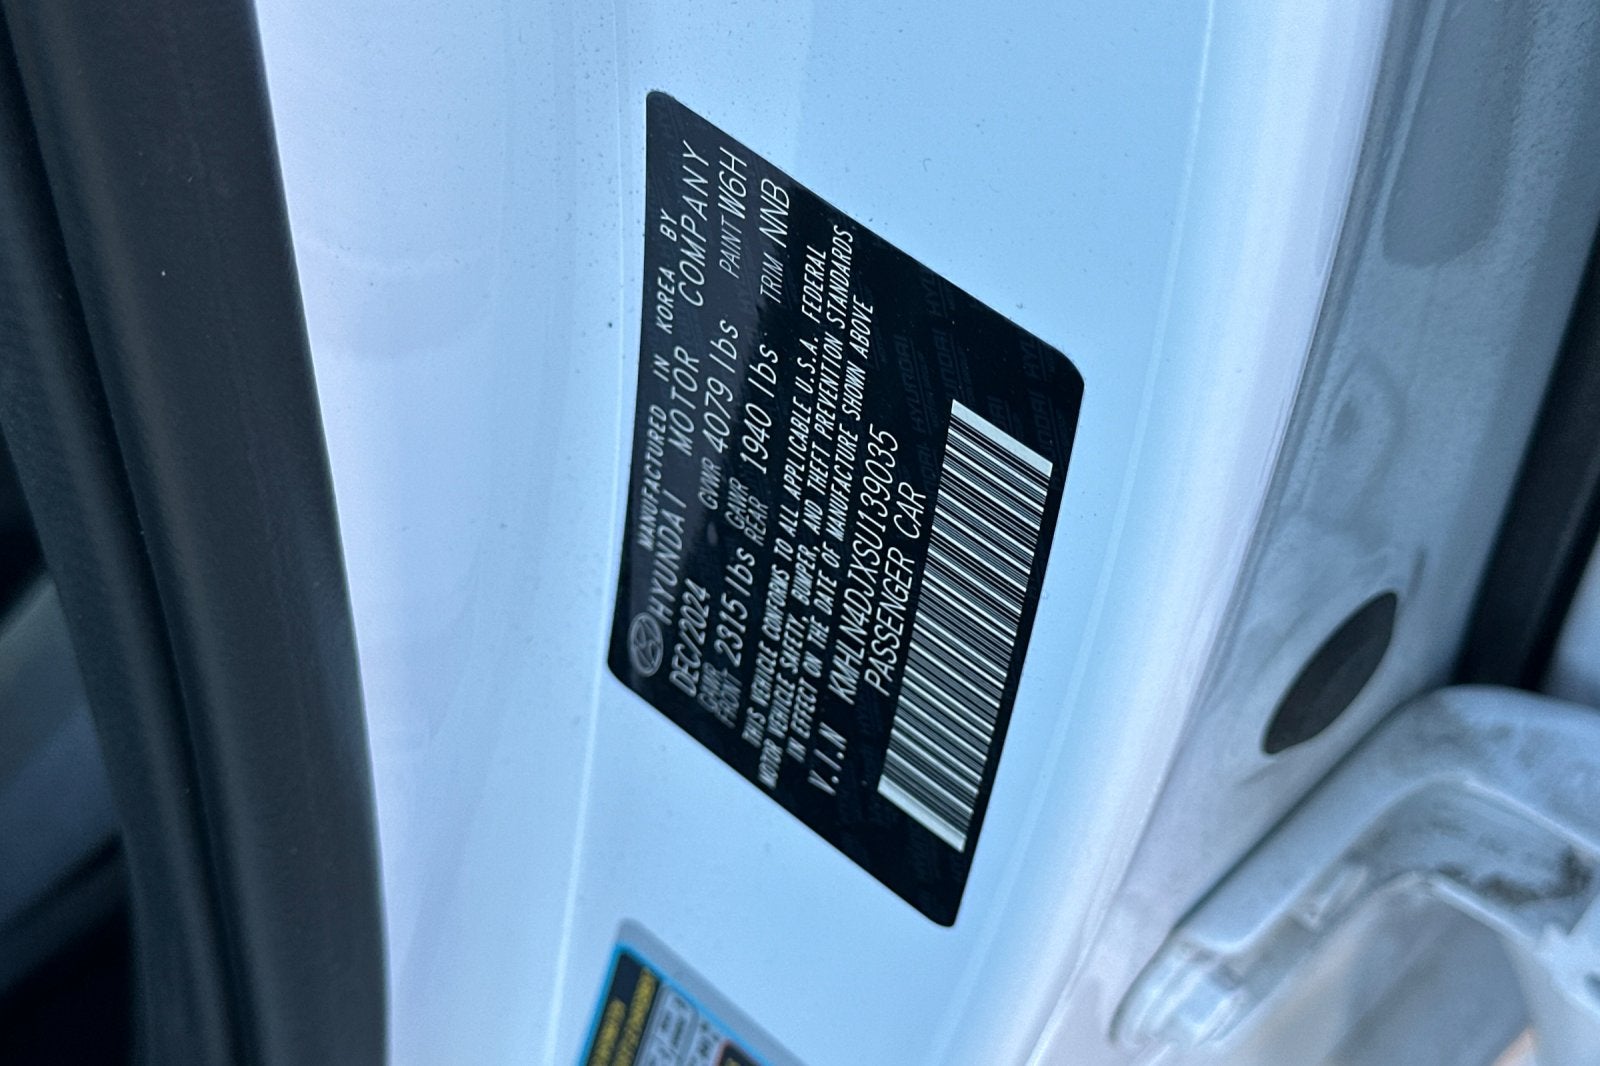 MANUFACTURED IN KOREA BY
HYUNDAI MOTOR COMPANY
DEC/2024 - GVWR 4079 lbs PAINT W6H
GAWR FRONT 2315 lbs GAWR REAR 1940 lbs TRIM NNB
THIS VEHICLE CONFORMS TO ALL APPLICABLE U.S.A. FEDERAL
MOTOR VEHICLE SAFETY, BUMPER, AND THEFT PREVENTION STANDARDS
IN EFFECT ON THE DATE OF MANUFACTURE SHOWN ABOVE
V.I.N KMHLN4DJXSU139035
PASSENGER CAR